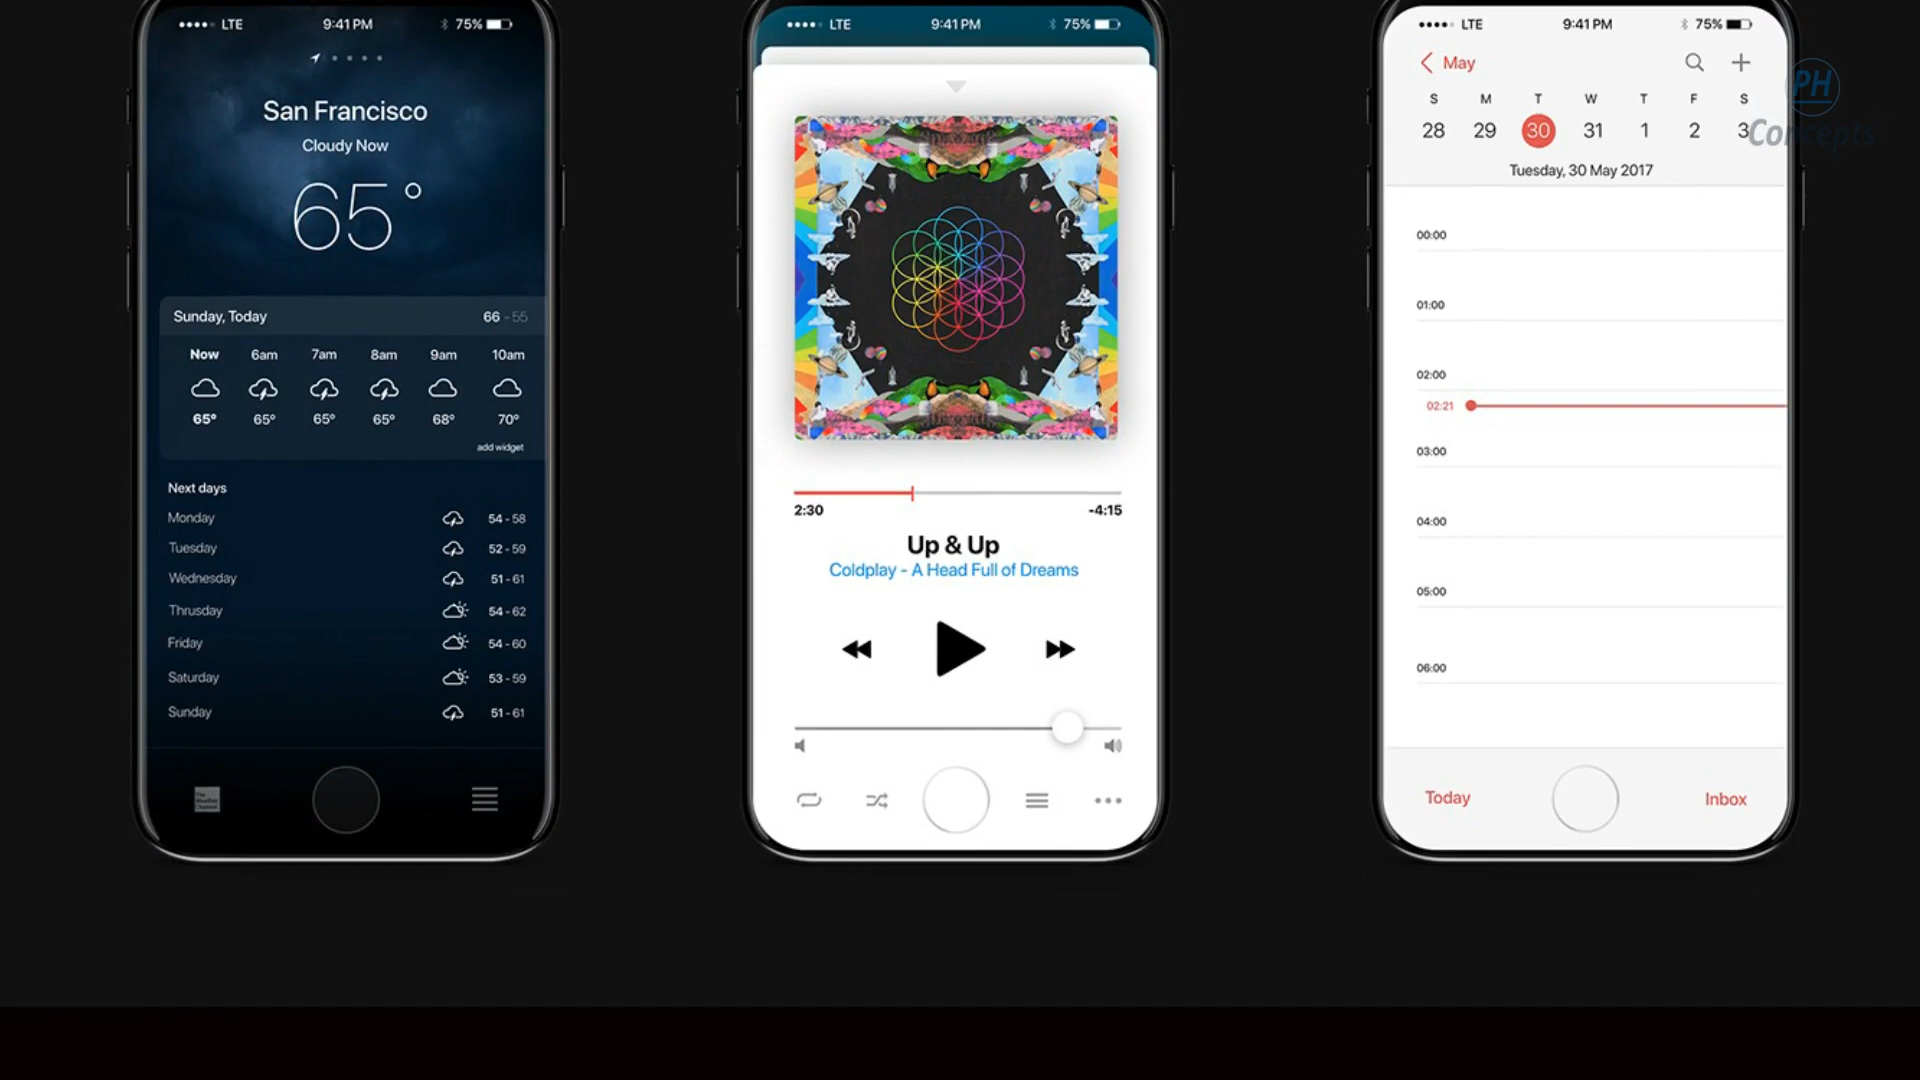 LTE 9:41 PM 75%
San Francisco
Cloudy Now
65°
Sunday, Today 66 - 55
Now 6am 7am 8am 9am 10am
65° 65° 65° 65° 68° 70°
add widget
Next days
Monday 54 - 58
Tuesday 52 - 59
Wednesday 51 - 61
Thrusday 54 - 62
Friday 54 - 60
Saturday 53 - 59
Sunday 51 - 61
The
Weather
Channel
LTE 9:41 PM 75%
2:30 -4:15
Up & Up
Coldplay - A Head Full of Dreams
LTE 9:41 PM 75%
May
S M T W T F S
28 29 30 31 1 2 3
Tuesday, 30 May 2017
00:00
01:00
02:00
02:21
03:00
04:00
05:00
06:00
Today Inbox
PH
Concepts